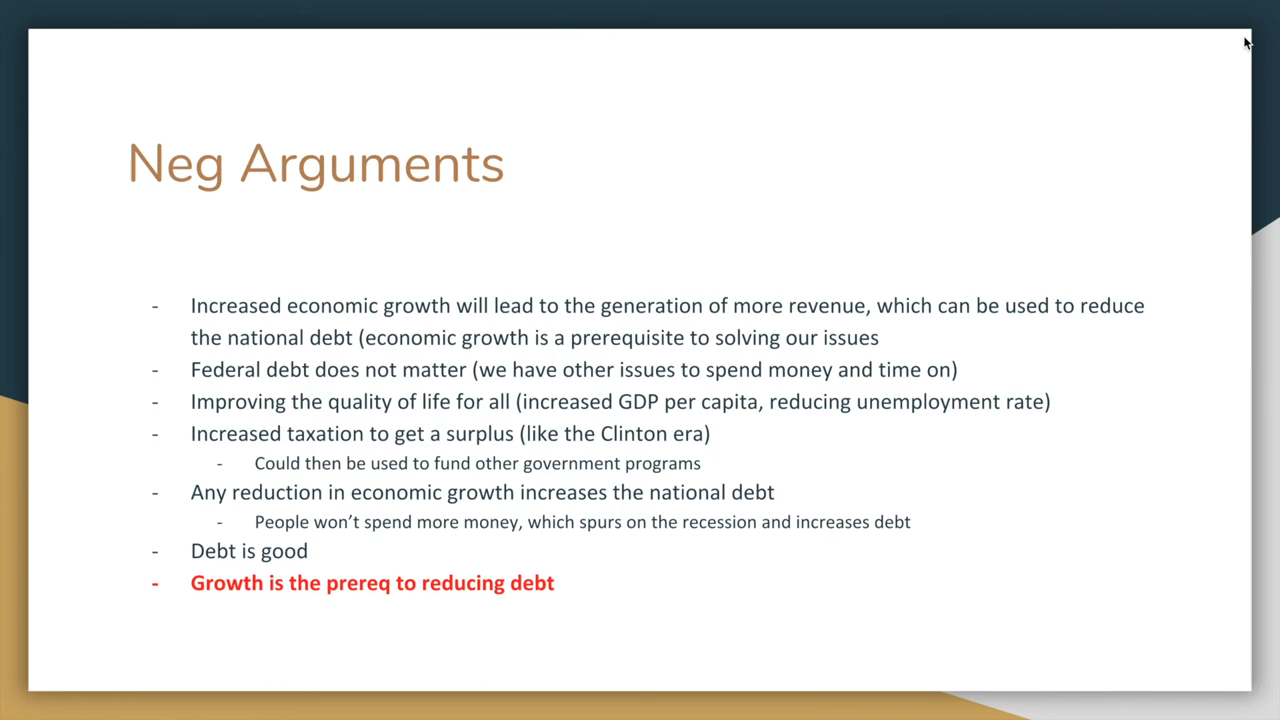 Neg Arguments
- Increased economic growth will lead to the generation of more revenue, which can be used to reduce
the national debt (economic growth is a prerequisite to solving our issues
- Federal debt does not matter (we have other issues to spend money and time on)
- Improving the quality of life for all (increased GDP per capita, reducing unemployment rate)
- Increased taxation to get a surplus (like the Clinton era)
- Could then be used to fund other government programs
- Any reduction in economic growth increases the national debt
- People won’t spend more money, which spurs on the recession and increases debt
- Debt is good
- Growth is the prereq to reducing debt